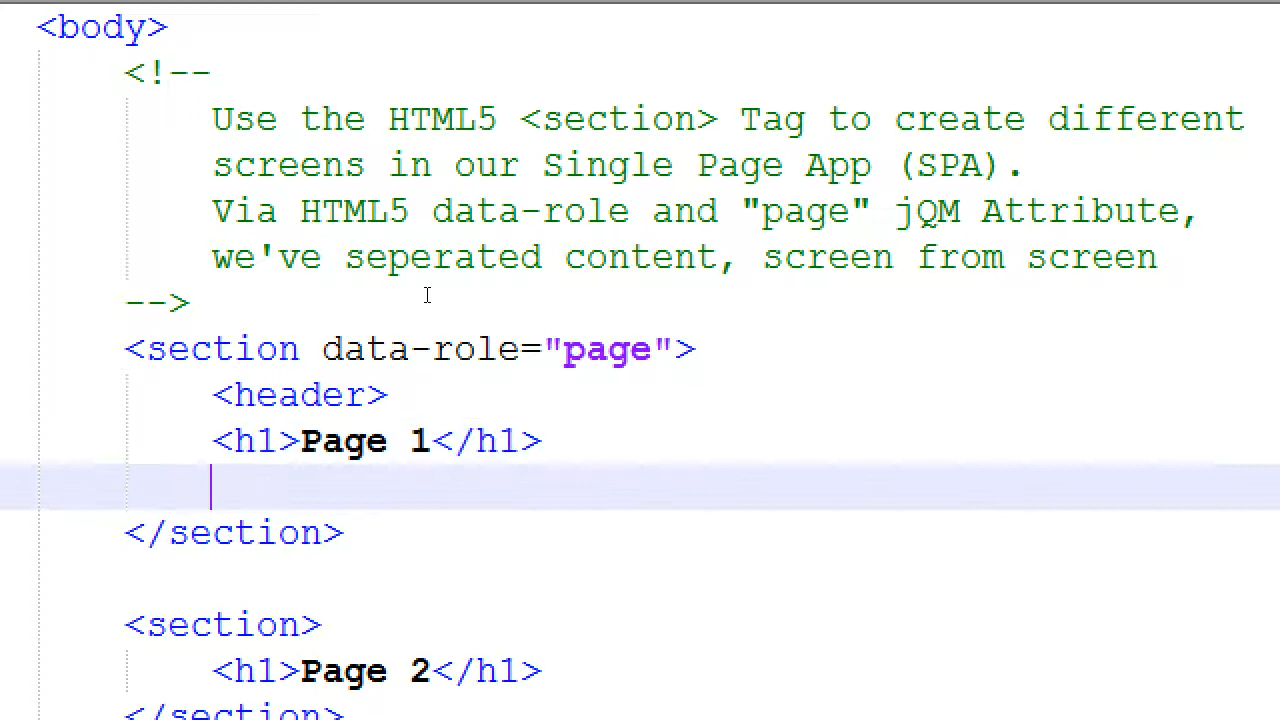 <body>
<!--
Use the HTML5 <section> Tag to create different
screens in our Single Page App (SPA).
Via HTML5 data-role and "page" jQM Attribute,
we've seperated content, screen from screen
-->
<section data-role="page">
<header>
<h1>Page 1</h1>
</section>
<section>
<h1>Page 2</h1>
</section>